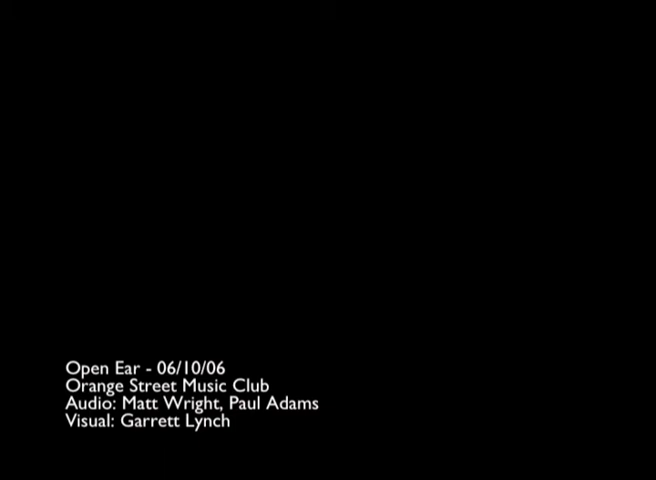 Open Ear - 06/10/06
Orange Street Music Club
Audio: Matt Wright, Paul Adams
Visual: Garrett Lynch